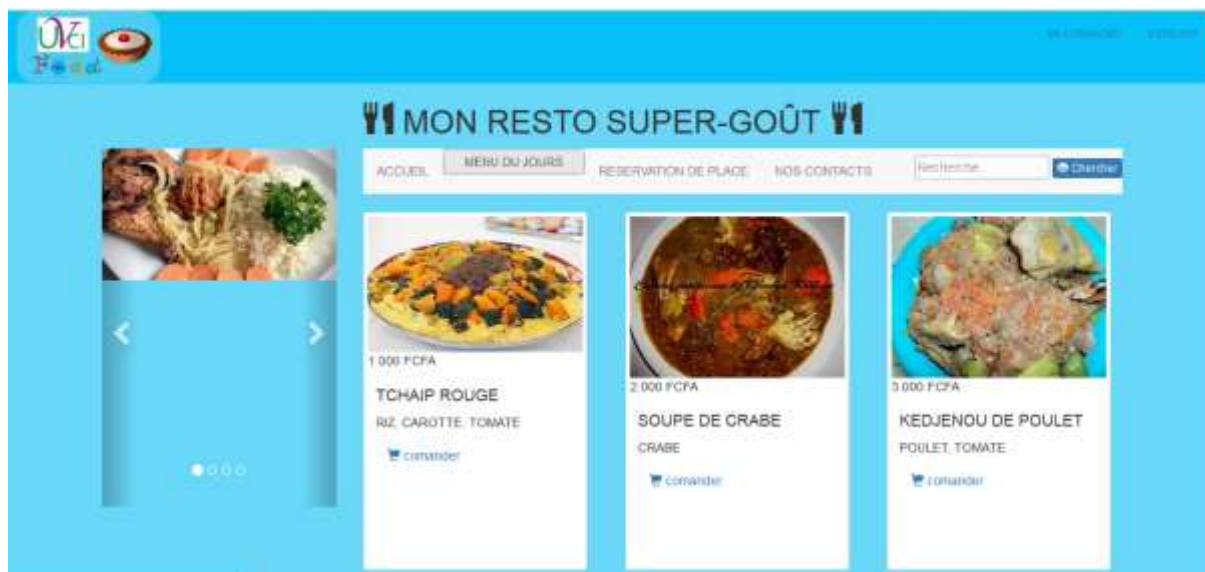 UVCI
Food
MON RESTO SUPER-GOÛT
ACCUEIL MENU DU JOURS RESERVATION DE PLACE NOS CONTACTS Recherche Chercher
1 000 FCFA
TCHAIP ROUGE
RIZ, CAROTTE, TOMATE
comander
2 000 FCFA
SOUPE DE CRABE
CRABE
comander
3 000 FCFA
KEDJENOU DE POULET
POULET, TOMATE
comander